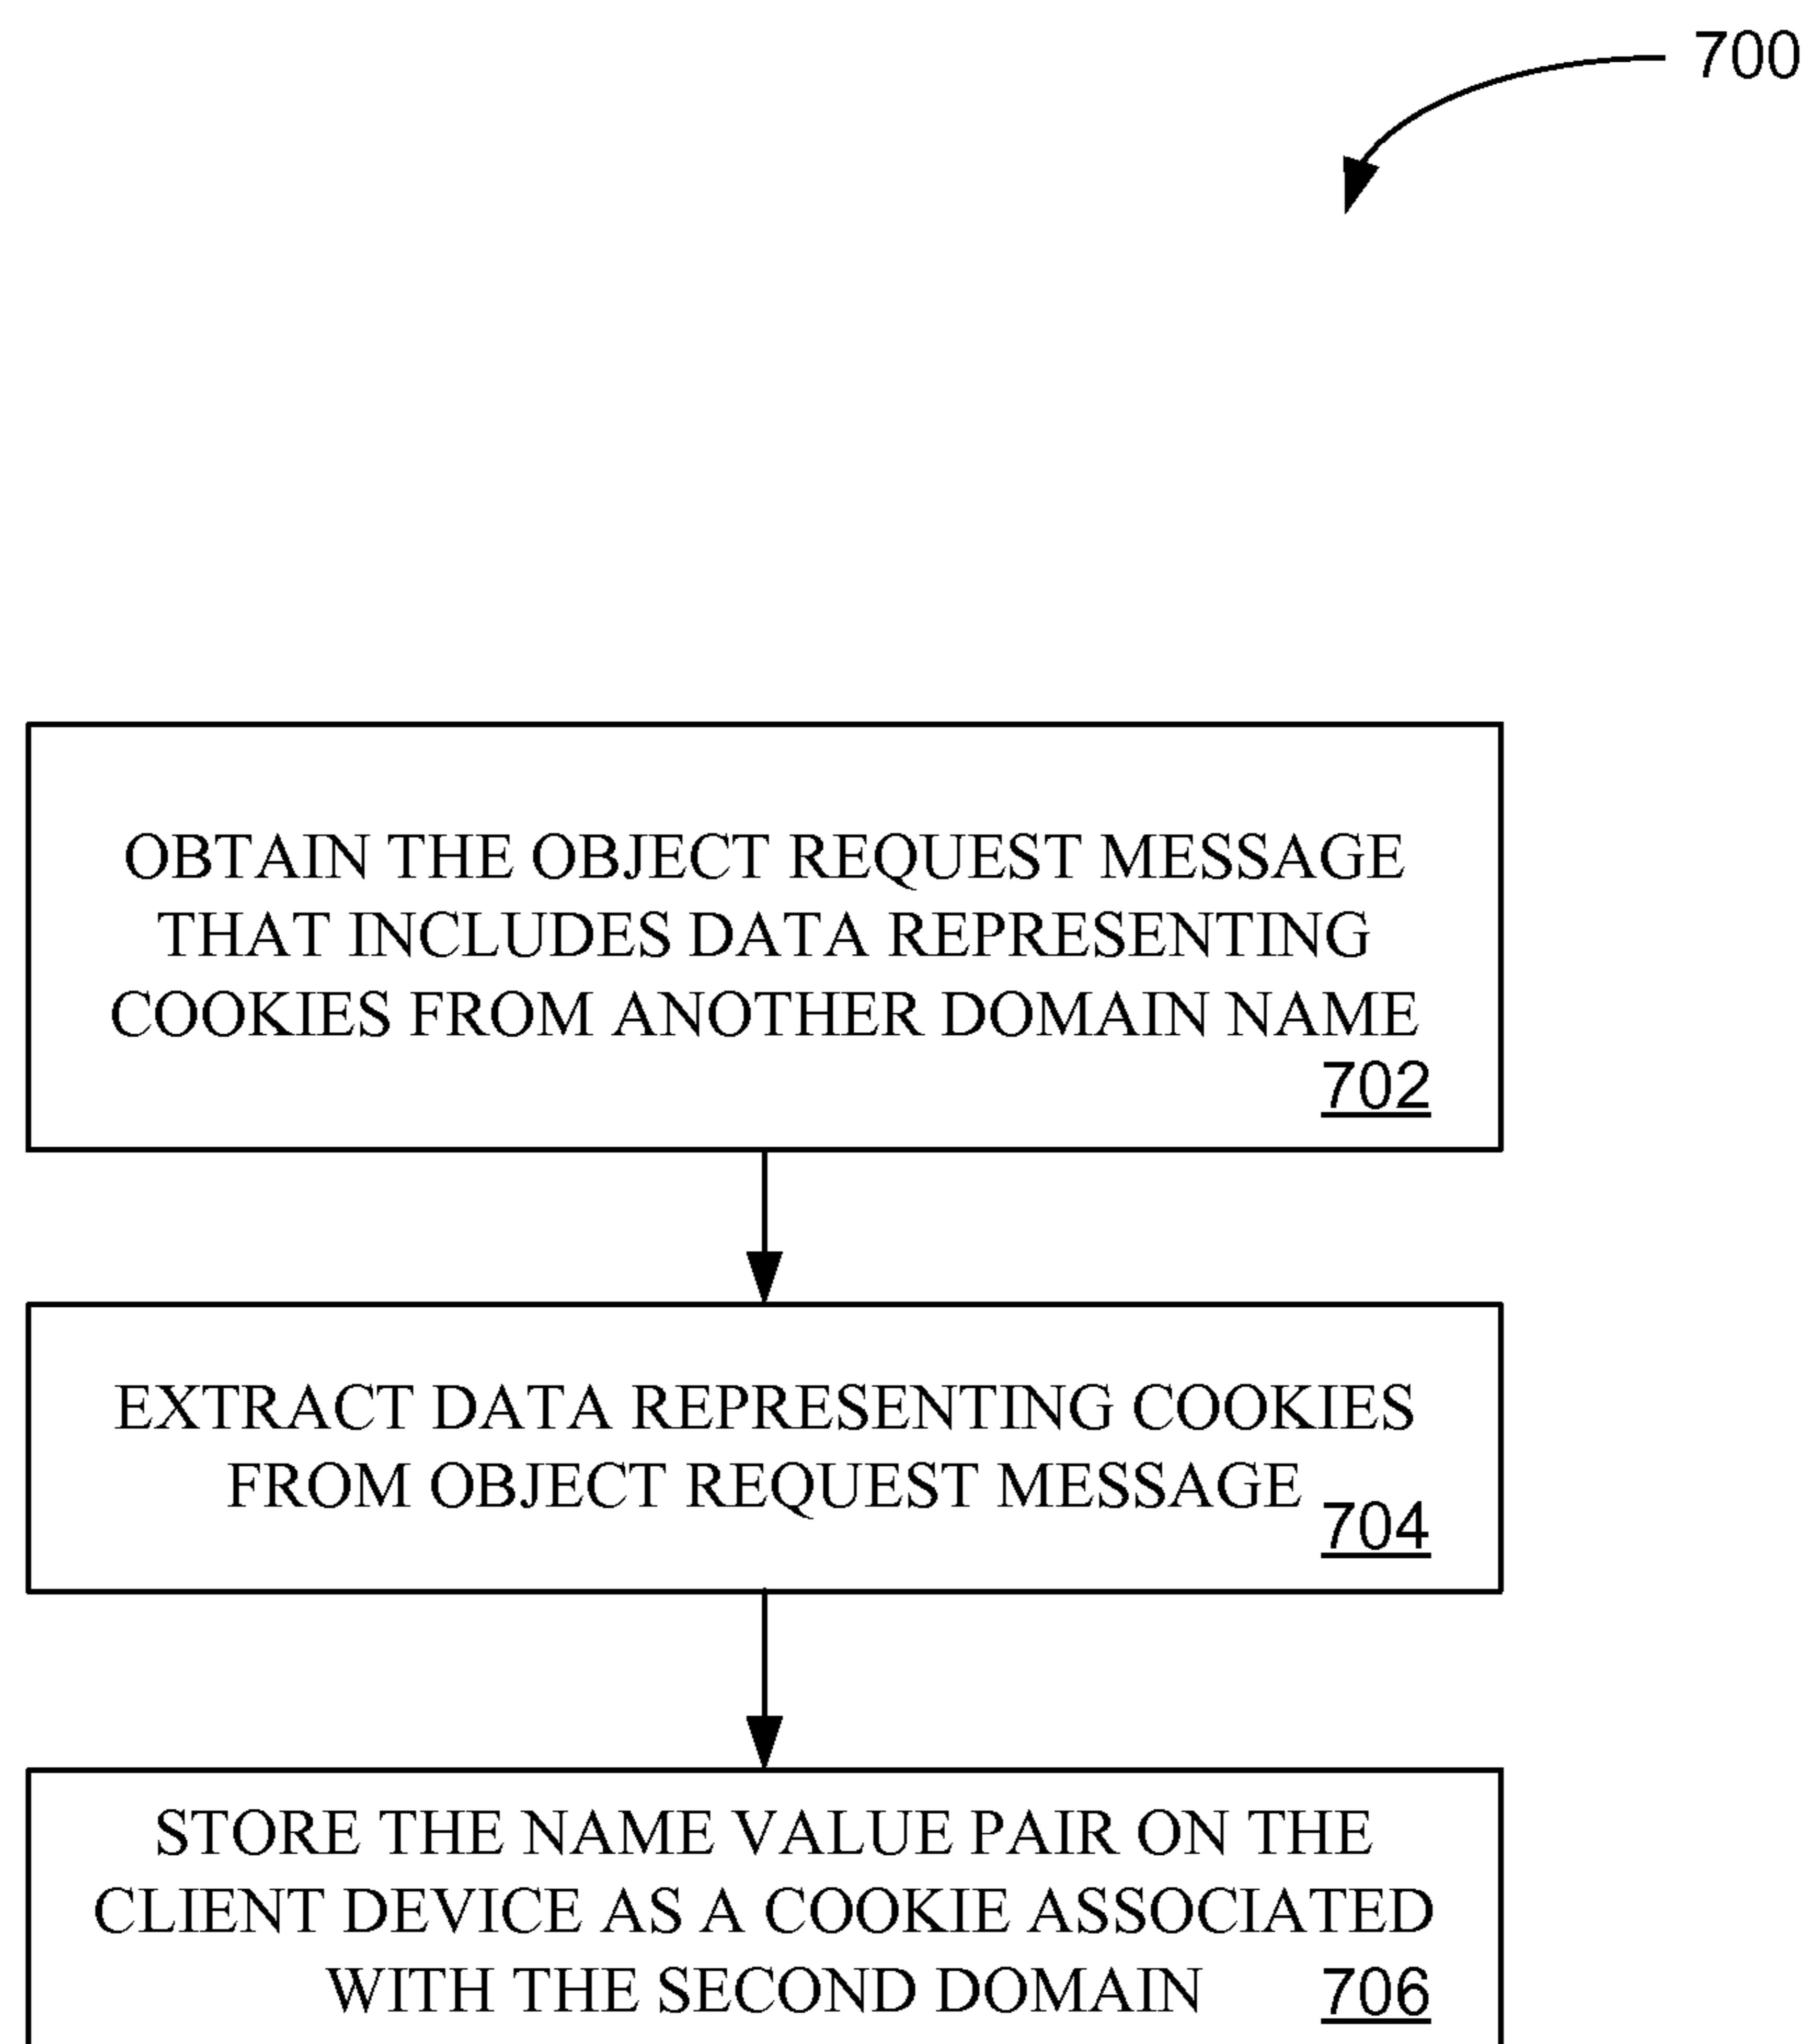 700
OBTAIN THE OBJECT REQUEST MESSAGE
THAT INCLUDES DATA REPRESENTING
COOKIES FROM ANOTHER DOMAIN NAME
702
EXTRACT DATA REPRESENTING COOKIES
FROM OBJECT REQUEST MESSAGE
704
STORE THE NAME VALUE PAIR ON THE
CLIENT DEVICE AS A COOKIE ASSOCIATED
WITH THE SECOND DOMAIN
706